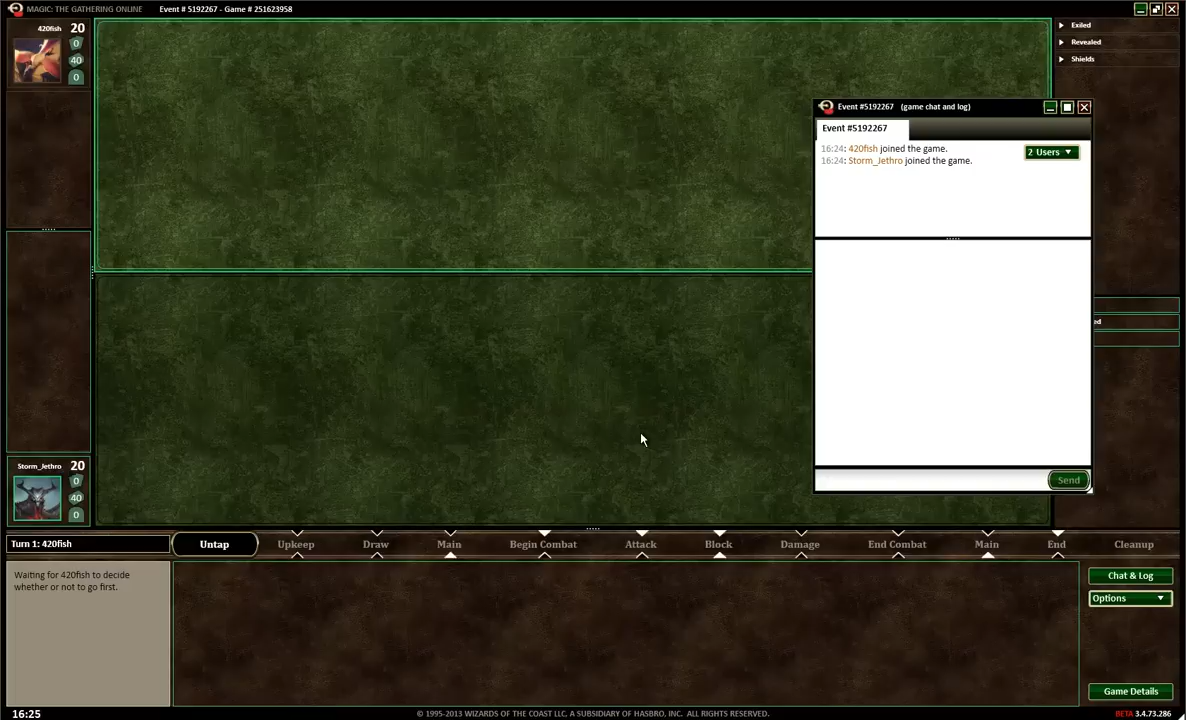 MAGIC: THE GATHERING ONLINE Event # 5192267 - Game # 251623958
420fish 20
0
40
0
Exiled
Revealed
Shields
Event #5192267 (game chat and log)
Event #5192267
16:24: 420fish joined the game.
16:24: Storm_Jethro joined the game.
2 Users
ed
Send
Storm_Jethro 20
0
40
0
Turn 1: 420fish
Untap Upkeep Draw Main Begin Combat Attack Block Damage End Combat Main End Cleanup
Waiting for 420fish to decide
whether or not to go first.
Chat & Log
Options
Game Details
16:25
© 1995-2013 WIZARDS OF THE COAST LLC, A SUBSIDIARY OF HASBRO, INC. ALL RIGHTS RESERVED.
BETA 3.4.73.286